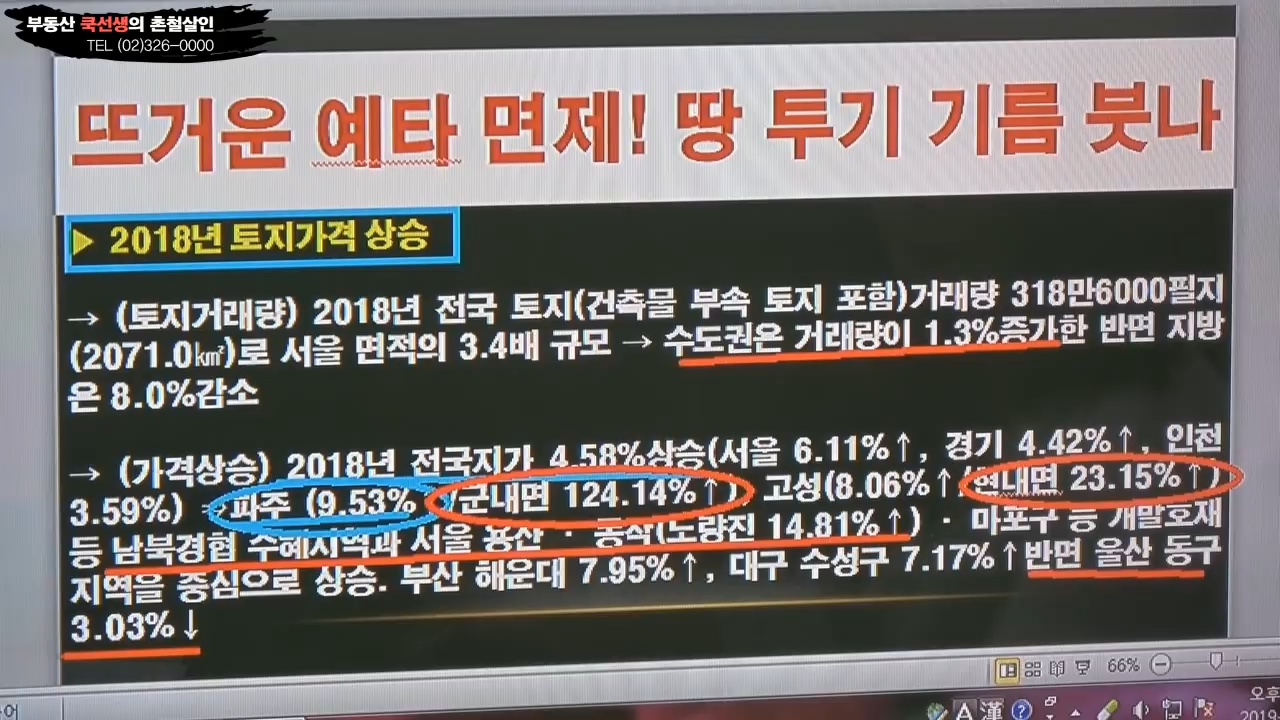 부동산 쿡선생의 촌철살인
TEL (02)326-0000
뜨거운 예타 면제! 땅 투기 기름 붓나
▶ 2018년 토지가격 상승
→ (토지거래량) 2018년 전국 토지(건축물 부속 토지 포함)거래량 318만6000필지
(2071.0㎢)로 서울 면적의 3.4배 규모 → 수도권은 거래량이 1.3%증가한 반면 지방
은 8.0%감소
→ (가격상승) 2018년 전국지가 4.58%상승(서울 6.11%↑, 경기 4.42%↑, 인천
3.59%) → 파주 (9.53% /군내면 124.14%↑) 고성(8.06%↑/현내면 23.15%↑)
등 남북경협 수혜지역과 서울 용산 · 동작(노량진 14.81%↑) · 마포구 등 개발호재
지역을 중심으로 상승. 부산 해운대 7.95%↑, 대구 수성구 7.17%↑반면 울산 동구
3.03%↓
66%
어
A 漢 ?
오후
2019